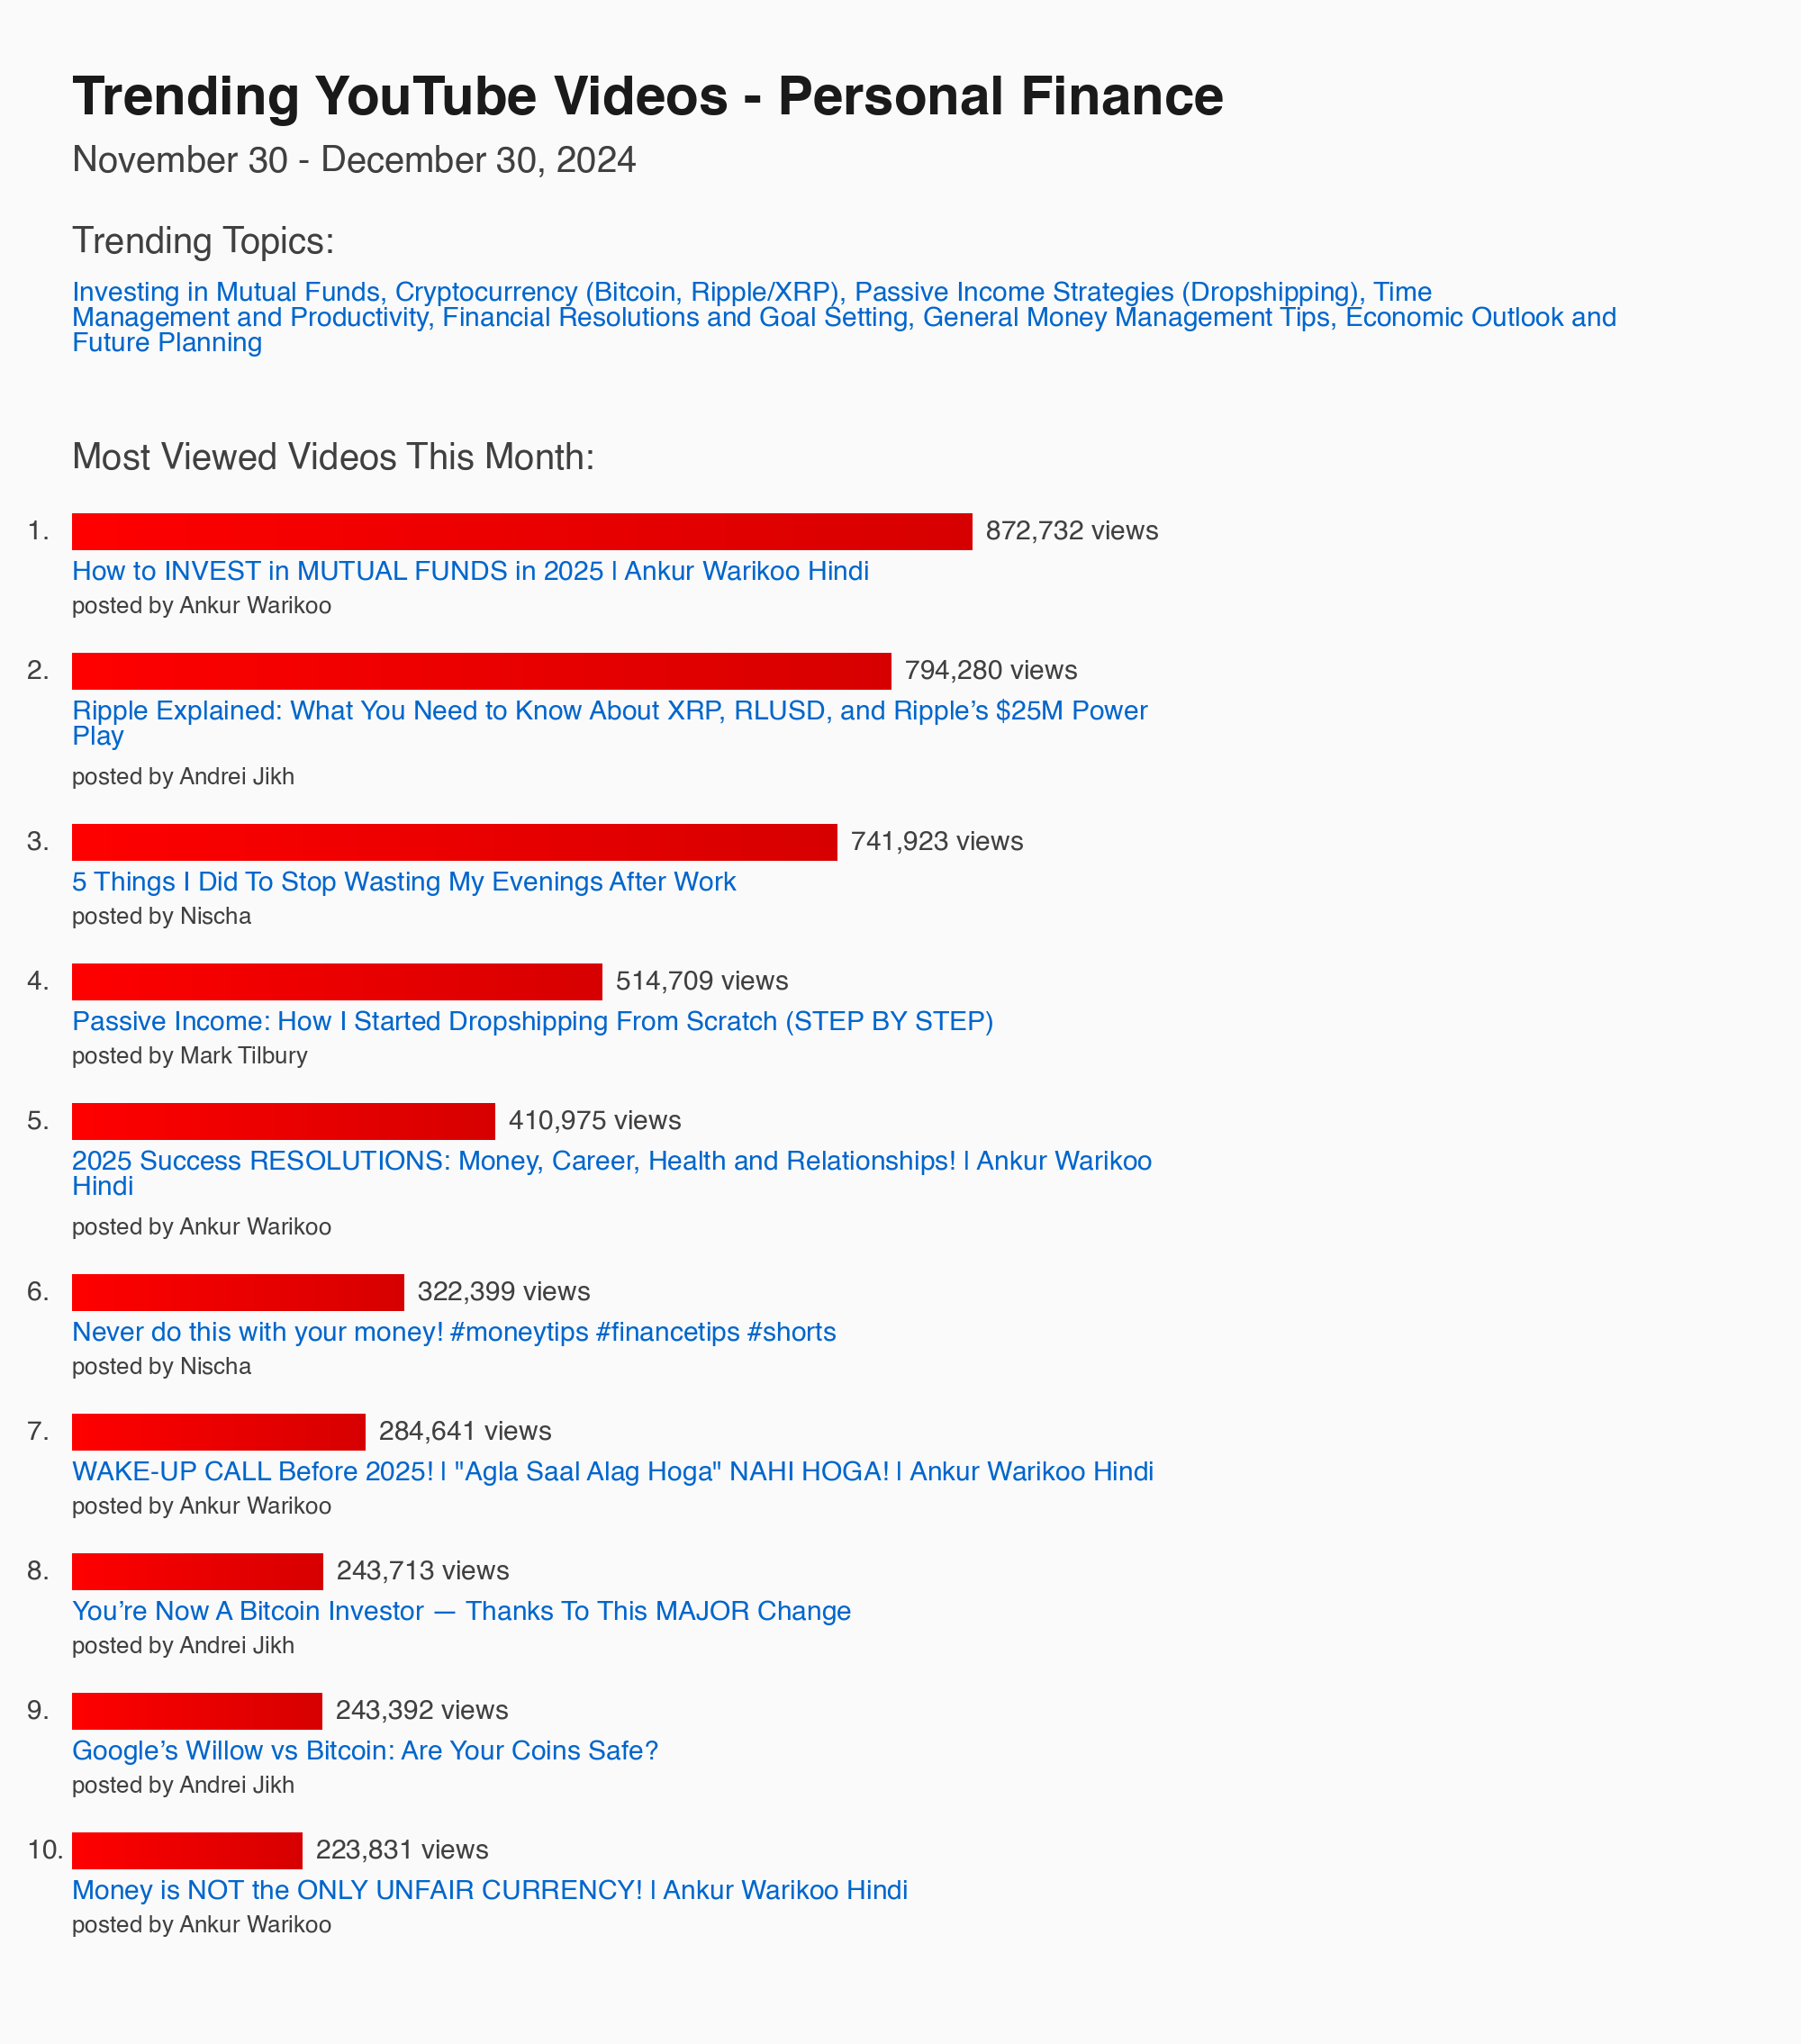 Trending YouTube Videos - Personal Finance
November 30 - December 30, 2024
Trending Topics:
Investing in Mutual Funds, Cryptocurrency (Bitcoin, Ripple/XRP), Passive Income Strategies (Dropshipping), Time
Management and Productivity, Financial Resolutions and Goal Setting, General Money Management Tips, Economic Outlook and
Future Planning
Most Viewed Videos This Month:
1. 872,732 views
How to INVEST in MUTUAL FUNDS in 2025 | Ankur Warikoo Hindi
posted by Ankur Warikoo
2. 794,280 views
Ripple Explained: What You Need to Know About XRP, RLUSD, and Ripple’s $25M Power
Play
posted by Andrei Jikh
3. 741,923 views
5 Things I Did To Stop Wasting My Evenings After Work
posted by Nischa
4. 514,709 views
Passive Income: How I Started Dropshipping From Scratch (STEP BY STEP)
posted by Mark Tilbury
5. 410,975 views
2025 Success RESOLUTIONS: Money, Career, Health and Relationships! | Ankur Warikoo
Hindi
posted by Ankur Warikoo
6. 322,399 views
Never do this with your money! #moneytips #financetips #shorts
posted by Nischa
7. 284,641 views
WAKE-UP CALL Before 2025! | "Agla Saal Alag Hoga" NAHI HOGA! | Ankur Warikoo Hindi
posted by Ankur Warikoo
8. 243,713 views
You’re Now A Bitcoin Investor — Thanks To This MAJOR Change
posted by Andrei Jikh
9. 243,392 views
Google’s Willow vs Bitcoin: Are Your Coins Safe?
posted by Andrei Jikh
10. 223,831 views
Money is NOT the ONLY UNFAIR CURRENCY! | Ankur Warikoo Hindi
posted by Ankur Warikoo